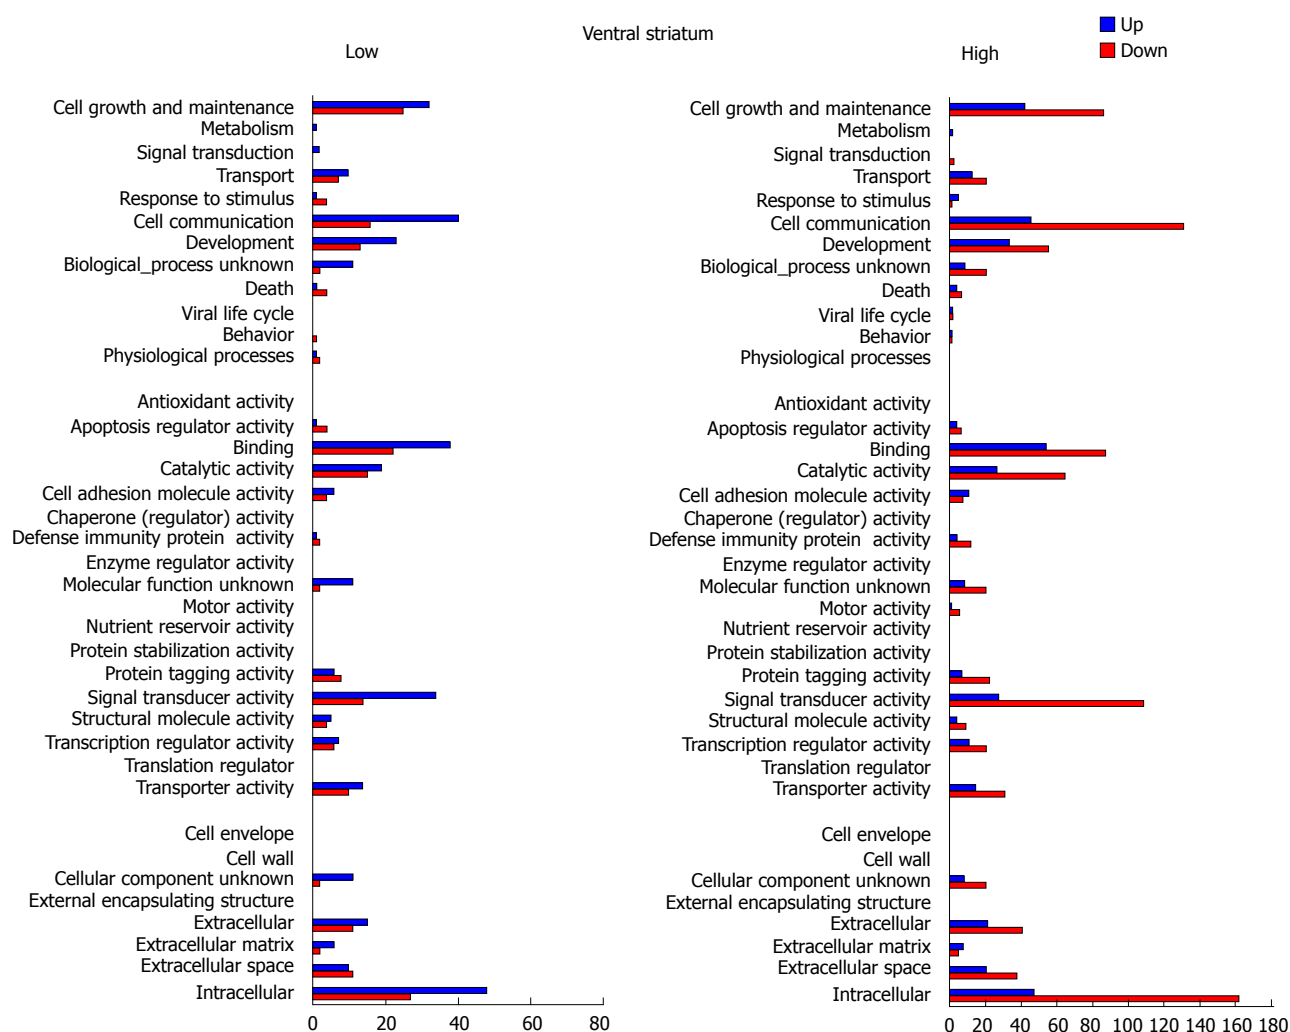 Ventral striatum
Up
Down
Low
Cell growth and maintenance
Metabolism
Signal transduction
Transport
Response to stimulus
Cell communication
Development
Biological_process unknown
Death
Viral life cycle
Behavior
Physiological processes
Antioxidant activity
Apoptosis regulator activity
Binding
Catalytic activity
Cell adhesion molecule activity
Chaperone (regulator) activity
Defense immunity protein activity
Enzyme regulator activity
Molecular function unknown
Motor activity
Nutrient reservoir activity
Protein stabilization activity
Protein tagging activity
Signal transducer activity
Structural molecule activity
Transcription regulator activity
Translation regulator
Transporter activity
Cell envelope
Cell wall
Cellular component unknown
External encapsulating structure
Extracellular
Extracellular matrix
Extracellular space
Intracellular
0 20 40 60 80
High
Cell growth and maintenance
Metabolism
Signal transduction
Transport
Response to stimulus
Cell communication
Development
Biological_process unknown
Death
Viral life cycle
Behavior
Physiological processes
Antioxidant activity
Apoptosis regulator activity
Binding
Catalytic activity
Cell adhesion molecule activity
Chaperone (regulator) activity
Defense immunity protein activity
Enzyme regulator activity
Molecular function unknown
Motor activity
Nutrient reservoir activity
Protein stabilization activity
Protein tagging activity
Signal transducer activity
Structural molecule activity
Transcription regulator activity
Translation regulator
Transporter activity
Cell envelope
Cell wall
Cellular component unknown
External encapsulating structure
Extracellular
Extracellular matrix
Extracellular space
Intracellular
0 20 40 60 80 100 120 140 160 180